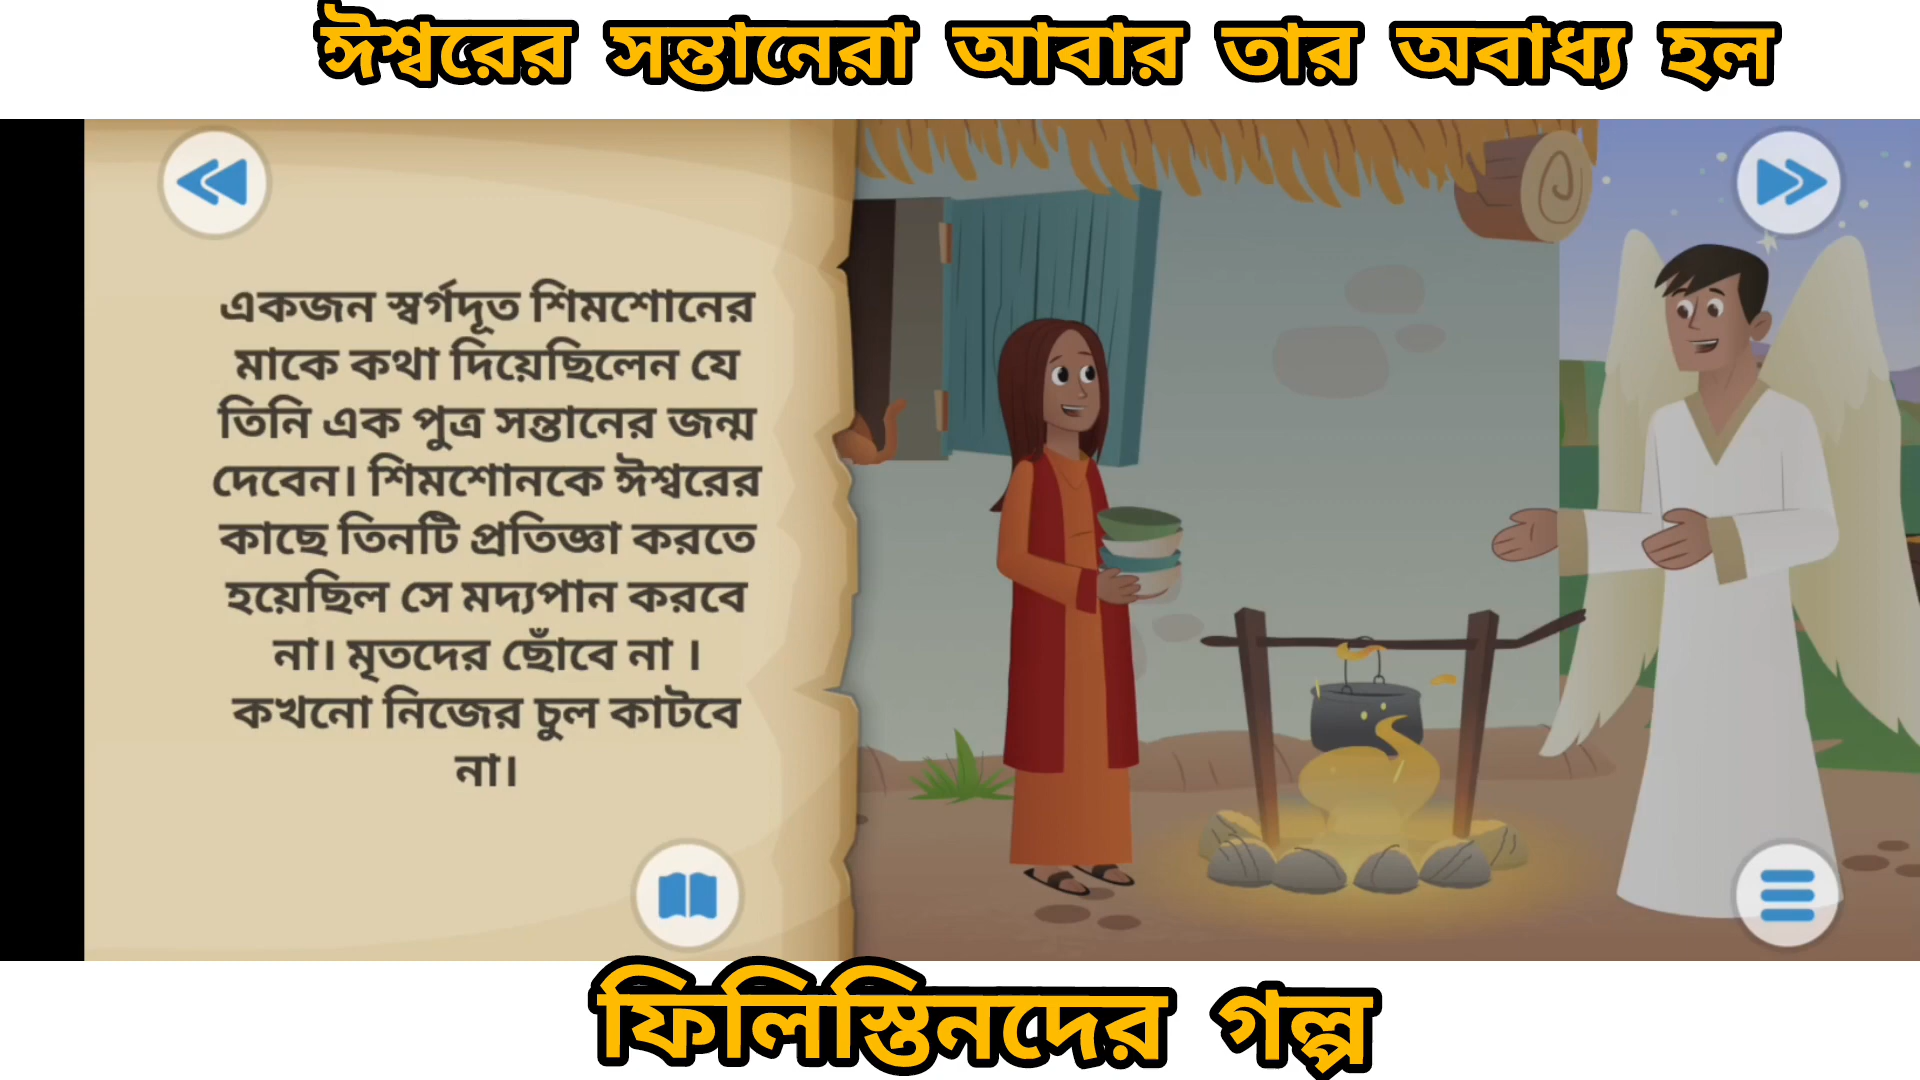 ঈশ্বরের সন্তানেরা আবার তার অবাধ্য হল
একজন স্বর্গদূত শিমশোনের
মাকে কথা দিয়েছিলেন যে
তিনি এক পুত্র সন্তানের জন্ম
দেবেন। শিমশোনকে ঈশ্বরের
কাছে তিনটি প্রতিজ্ঞা করতে
হয়েছিল সে মদ্যপান করবে
না। মৃতদের ছোঁবে না ।
কখনো নিজের চুল কাটবে
না।
ফিলিস্তিনদের গল্প